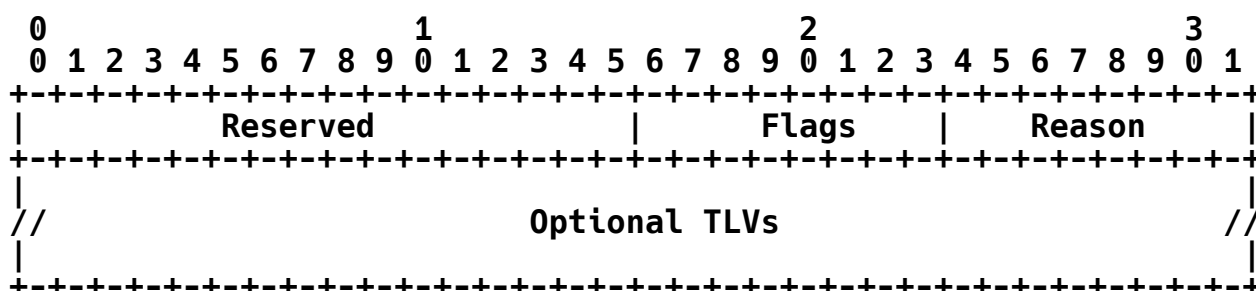 0                   1                   2                   3
 0 1 2 3 4 5 6 7 8 9 0 1 2 3 4 5 6 7 8 9 0 1 2 3 4 5 6 7 8 9 0 1
+-+-+-+-+-+-+-+-+-+-+-+-+-+-+-+-+-+-+-+-+-+-+-+-+-+-+-+-+-+-+-+-+
|          Reserved             |      Flags    |    Reason     |
+-+-+-+-+-+-+-+-+-+-+-+-+-+-+-+-+-+-+-+-+-+-+-+-+-+-+-+-+-+-+-+-+
|                                                               |
//                         Optional TLVs                       //
|                                                               |
+-+-+-+-+-+-+-+-+-+-+-+-+-+-+-+-+-+-+-+-+-+-+-+-+-+-+-+-+-+-+-+-+